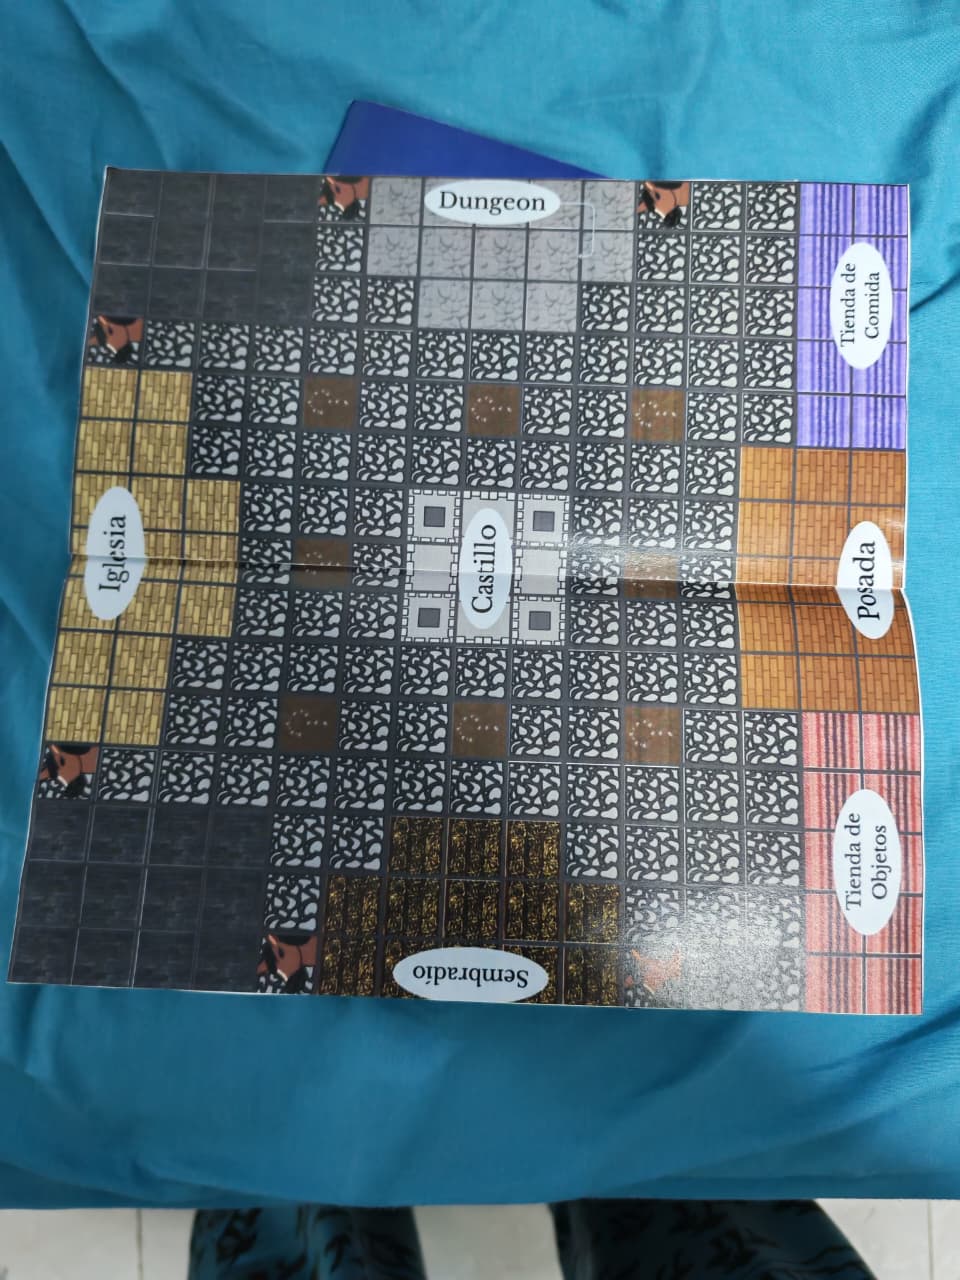 Dungeon
Tienda de
Comida
Iglesia
Castillo
Posada
Tienda de
Objetos
Sembradío